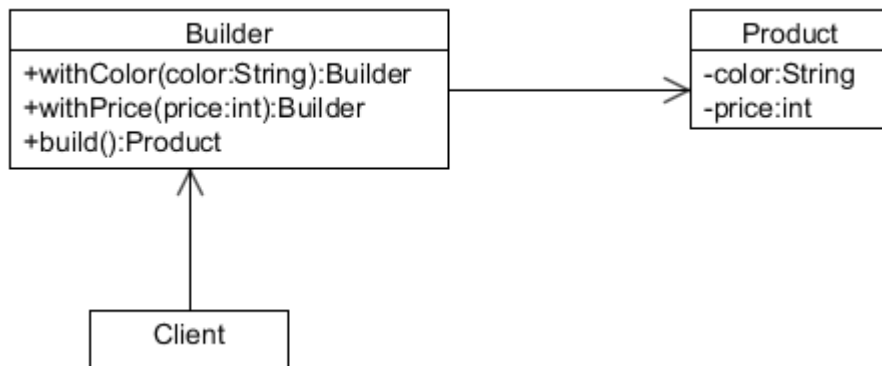 Builder
+withColor(color:String):Builder
+withPrice(price:int):Builder
+build():Product
Product
-color:String
-price:int
Client